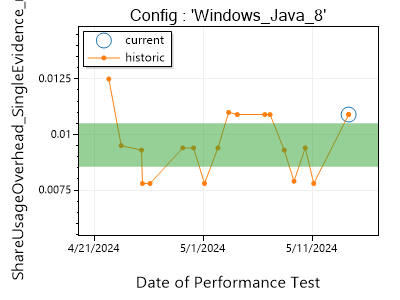 Config : 'Windows_Java_8'
current
historic
0.0125
0.01
0.0075
4/21/2024
5/1/2024
5/11/2024
Date of Performance Test
ShareUsageOverhead_SingleEvidence_